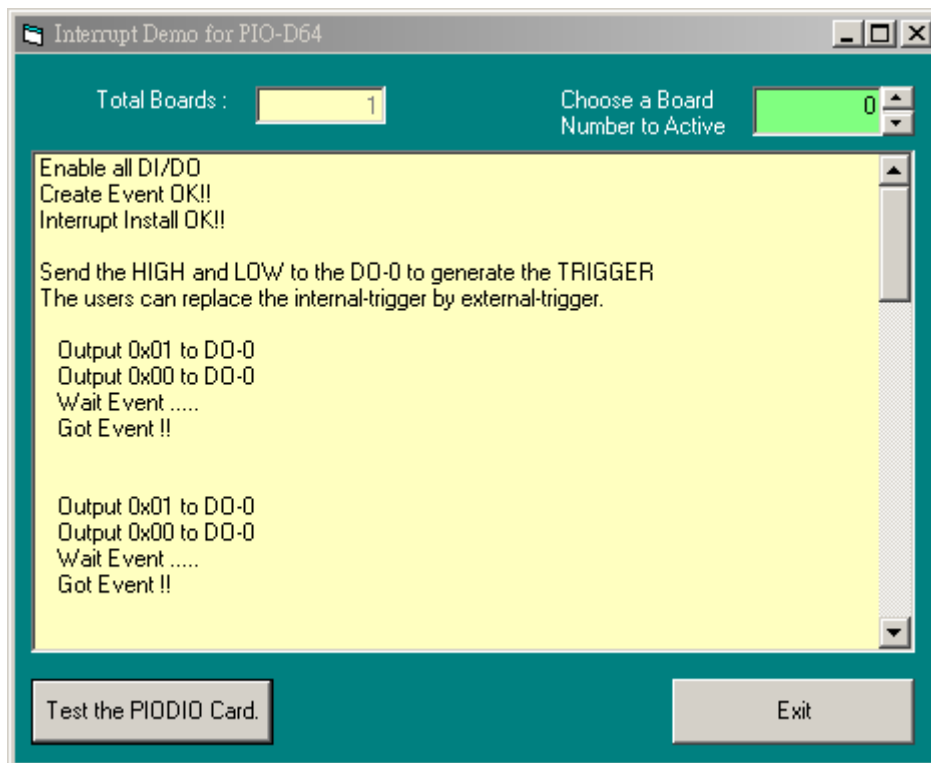 Interrupt Demo for PIO-D64
Total Boards :
1
Choose a Board
Number to Active
0
Enable all DI/DO
Create Event OK!!
Interrupt Install OK!!
Send the HIGH and LOW to the DO-0 to generate the TRIGGER
The users can replace the internal-trigger by external-trigger.
Output 0x01 to DO-0
Output 0x00 to DO-0
Wait Event .....
Got Event !!
Output 0x01 to DO-0
Output 0x00 to DO-0
Wait Event .....
Got Event !!
Test the PIODIO Card.
Exit